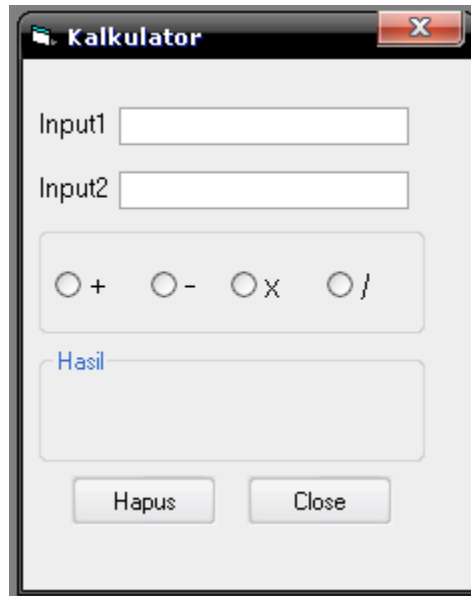 Kalkulator
Input1
Input2
+ - x /
Hasil
Hapus Close